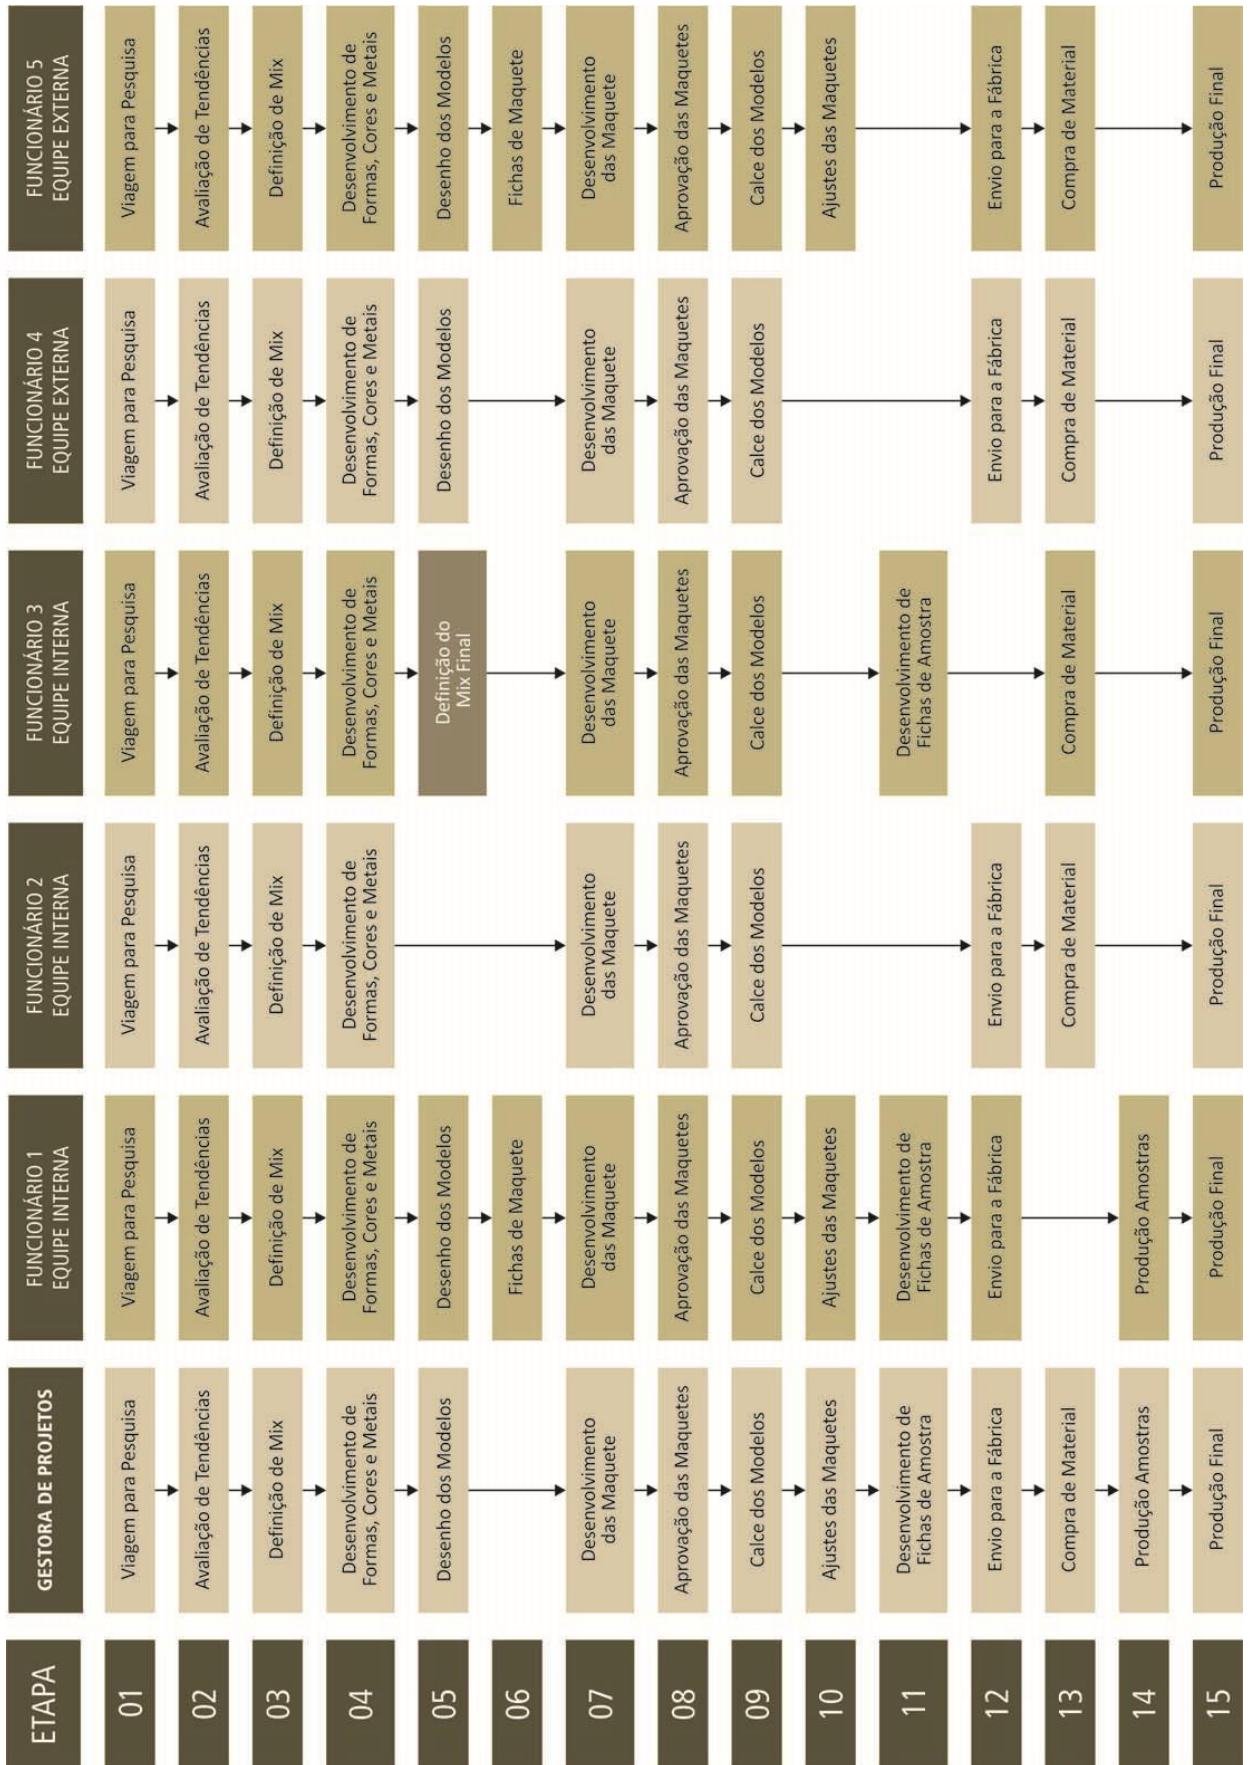 ETAPA
GESTORA DE PROJETOS
FUNCIONÁRIO 1
EQUIPE INTERNA
FUNCIONÁRIO 2
EQUIPE INTERNA
FUNCIONÁRIO 3
EQUIPE INTERNA
FUNCIONÁRIO 4
EQUIPE EXTERNA
FUNCIONÁRIO 5
EQUIPE EXTERNA
01
Viagem para Pesquisa
Viagem para Pesquisa
Viagem para Pesquisa
Viagem para Pesquisa
Viagem para Pesquisa
Viagem para Pesquisa
02
Avaliação de Tendências
Avaliação de Tendências
Avaliação de Tendências
Avaliação de Tendências
Avaliação de Tendências
Avaliação de Tendências
03
Definição de Mix
Definição de Mix
Definição de Mix
Definição de Mix
Definição de Mix
Definição de Mix
04
Desenvolvimento de
Formas, Cores e Metais
Desenvolvimento de
Formas, Cores e Metais
Desenvolvimento de
Formas, Cores e Metais
Desenvolvimento de
Formas, Cores e Metais
Desenvolvimento de
Formas, Cores e Metais
Desenvolvimento de
Formas, Cores e Metais
05
Desenho dos Modelos
Desenho dos Modelos
Definição do
Mix Final
Desenho dos Modelos
Desenho dos Modelos
06
Fichas de Maquete
Fichas de Maquete
07
Desenvolvimento
das Maquete
Desenvolvimento
das Maquete
Desenvolvimento
das Maquete
Desenvolvimento
das Maquete
Desenvolvimento
das Maquete
Desenvolvimento
das Maquete
08
Aprovação das Maquetes
Aprovação das Maquetes
Aprovação das Maquetes
Aprovação das Maquetes
Aprovação das Maquetes
Aprovação das Maquetes
09
Calce dos Modelos
Calce dos Modelos
Calce dos Modelos
Calce dos Modelos
Calce dos Modelos
Calce dos Modelos
10
Ajustes das Maquetes
Ajustes das Maquetes
Ajustes das Maquetes
11
Desenvolvimento de
Fichas de Amostra
Desenvolvimento de
Fichas de Amostra
Desenvolvimento de
Fichas de Amostra
12
Envio para a Fábrica
Envio para a Fábrica
Envio para a Fábrica
Envio para a Fábrica
Envio para a Fábrica
13
Compra de Material
Compra de Material
Compra de Material
Compra de Material
Compra de Material
14
Produção Amostras
Produção Amostras
15
Produção Final
Produção Final
Produção Final
Produção Final
Produção Final
Produção Final